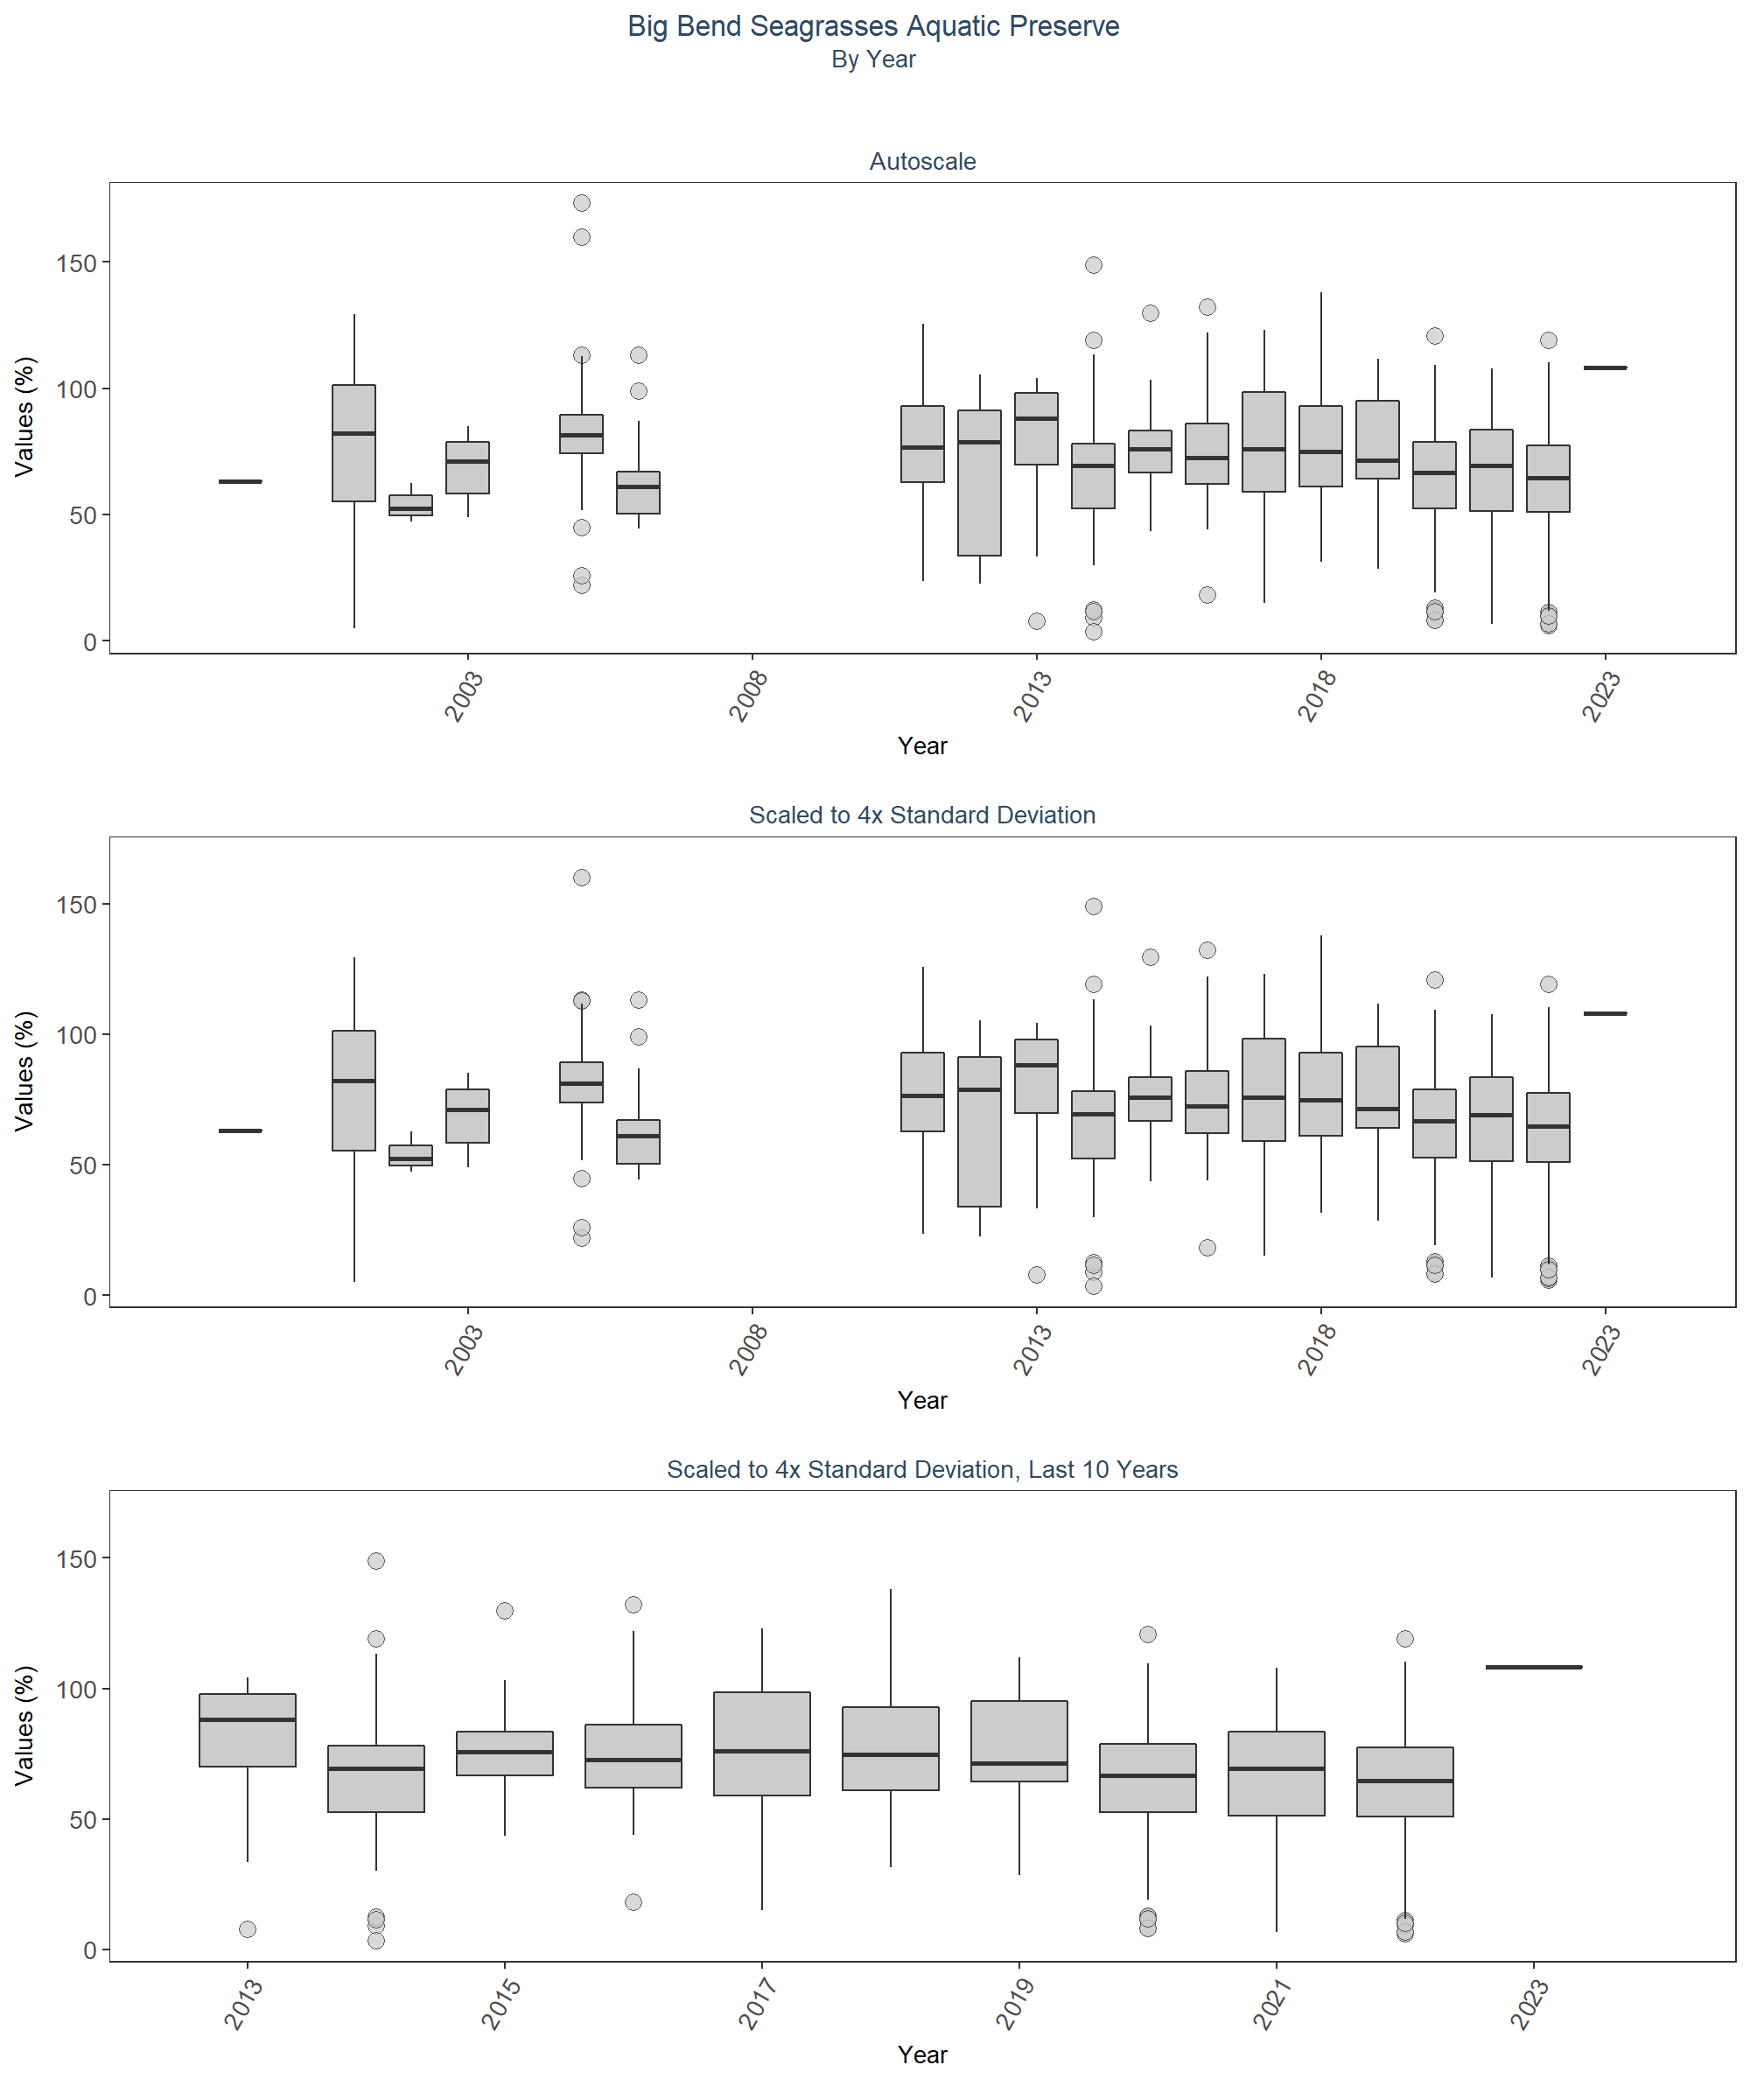 Big Bend Seagrasses Aquatic Preserve
By Year
Autoscale
Values (%)
150
100
50
0
2003
2008
2013
2018
2023
Year
Scaled to 4x Standard Deviation
Values (%)
150
100
50
0
2003
2008
2013
2018
2023
Year
Scaled to 4x Standard Deviation, Last 10 Years
Values (%)
150
100
50
0
2013
2015
2017
2019
2021
2023
Year